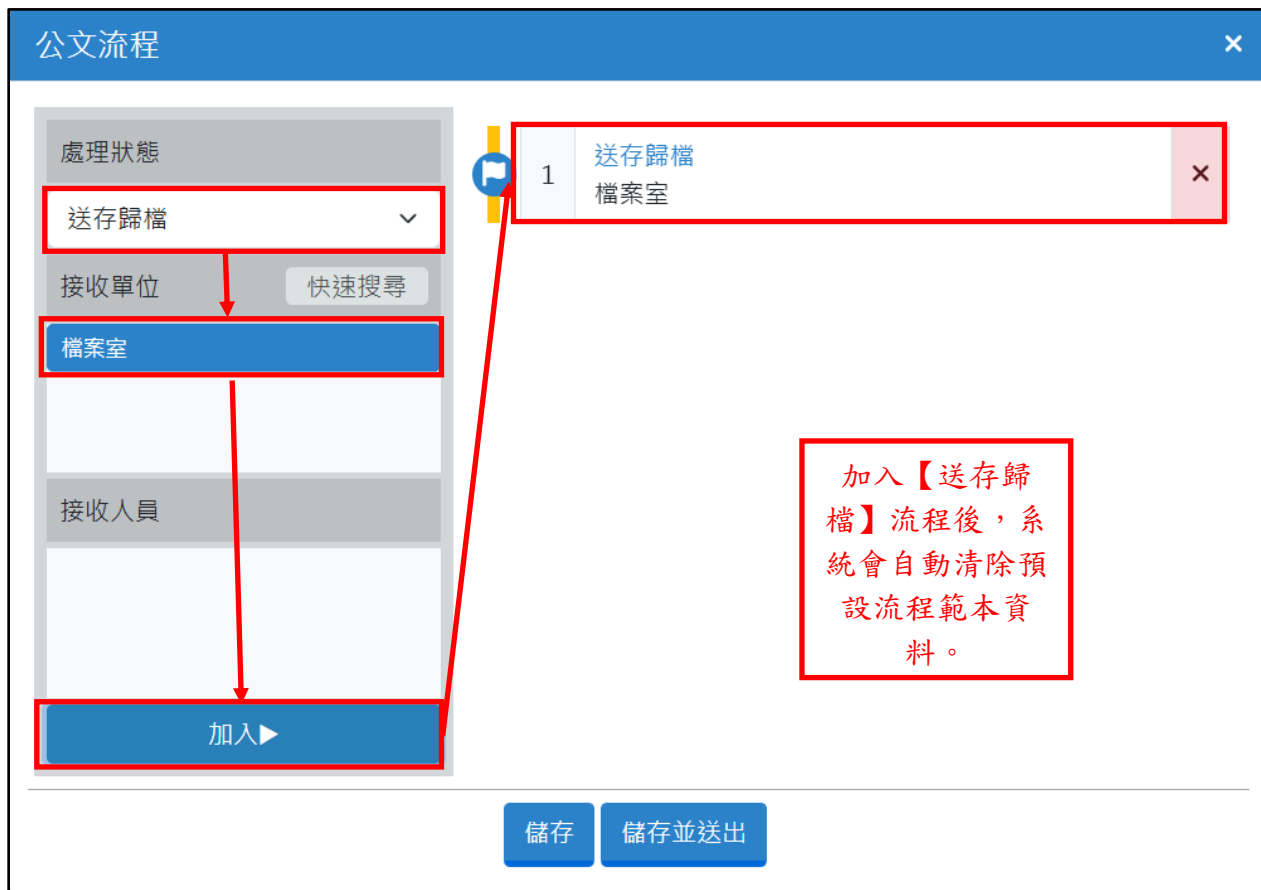 公文流程
處理狀態
送存歸檔
接收單位
快速搜尋
檔案室
接收人員
加入▶
1
送存歸檔
檔案室
加入【送存歸
檔】流程後，系
統會自動清除預
設流程範本資
料。
儲存
儲存並送出